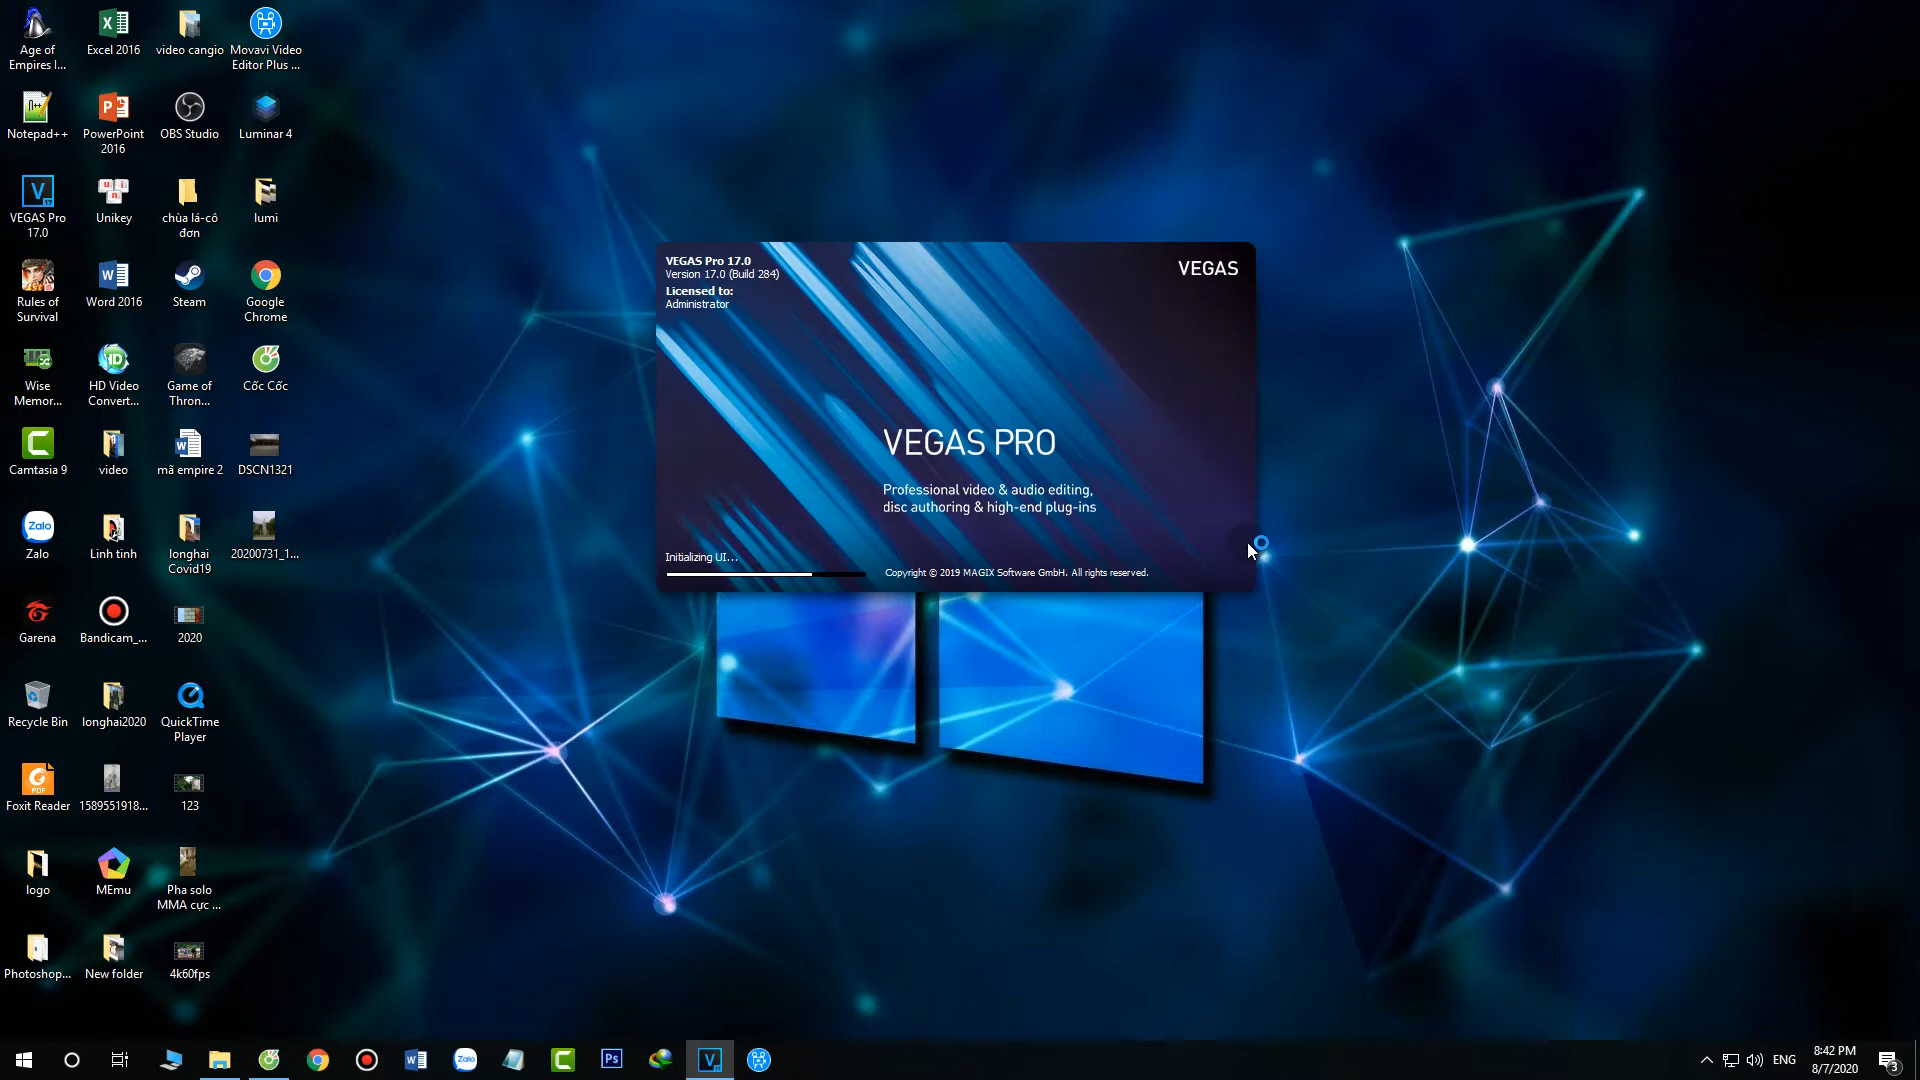 Age of
Empires I...
Excel 2016
video cangio
Movavi Video
Editor Plus ...
Notepad++
PowerPoint
2016
OBS Studio
Luminar 4
VEGAS Pro
17.0
Unikey
chùa lá-cô
đơn
lumi
Rules of
Survival
Word 2016
Steam
Google
Chrome
Wise
Memor...
HD Video
Convert...
Game of
Thron...
Cốc Cốc
Camtasia 9
video
mã empire 2
DSCN1321
Zalo
Zalo
Linh tinh
longhai
Covid19
20200731_1...
Garena
Bandicam_...
2020
Recycle Bin
longhai2020
QuickTime
Player
Foxit Reader
1589551918...
123
logo
MEmu
Pha solo
MMA cực ...
Photoshop...
New folder
4k60fps
VEGAS Pro 17.0
Version 17.0 (Build 284)
Licensed to:
Administrator
VEGAS
VEGAS PRO
Professional video & audio editing,
disc authoring & high-end plug-ins
Initializing UI...
Copyright © 2019 MAGIX Software GmbH. All rights reserved.
Zalo
Ps
V
ENG
8:42 PM
8/7/2020
3